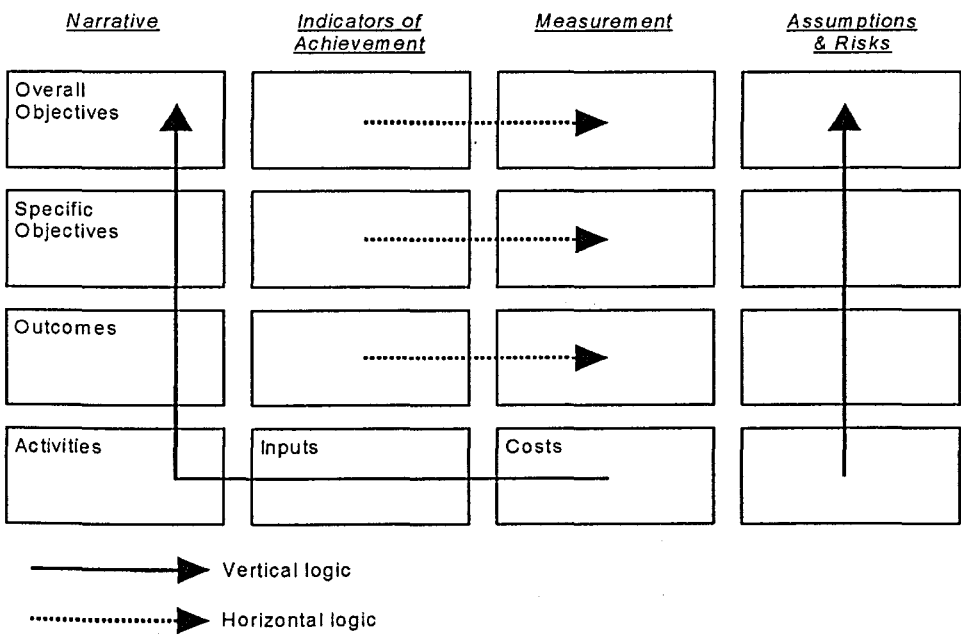 Narrative
Indicators of
Achievement
Measurement
Assumptions
& Risks
Overall
Objectives
Specific
Objectives
Outcomes
Activities
Inputs
Costs
Vertical logic
Horizontal logic